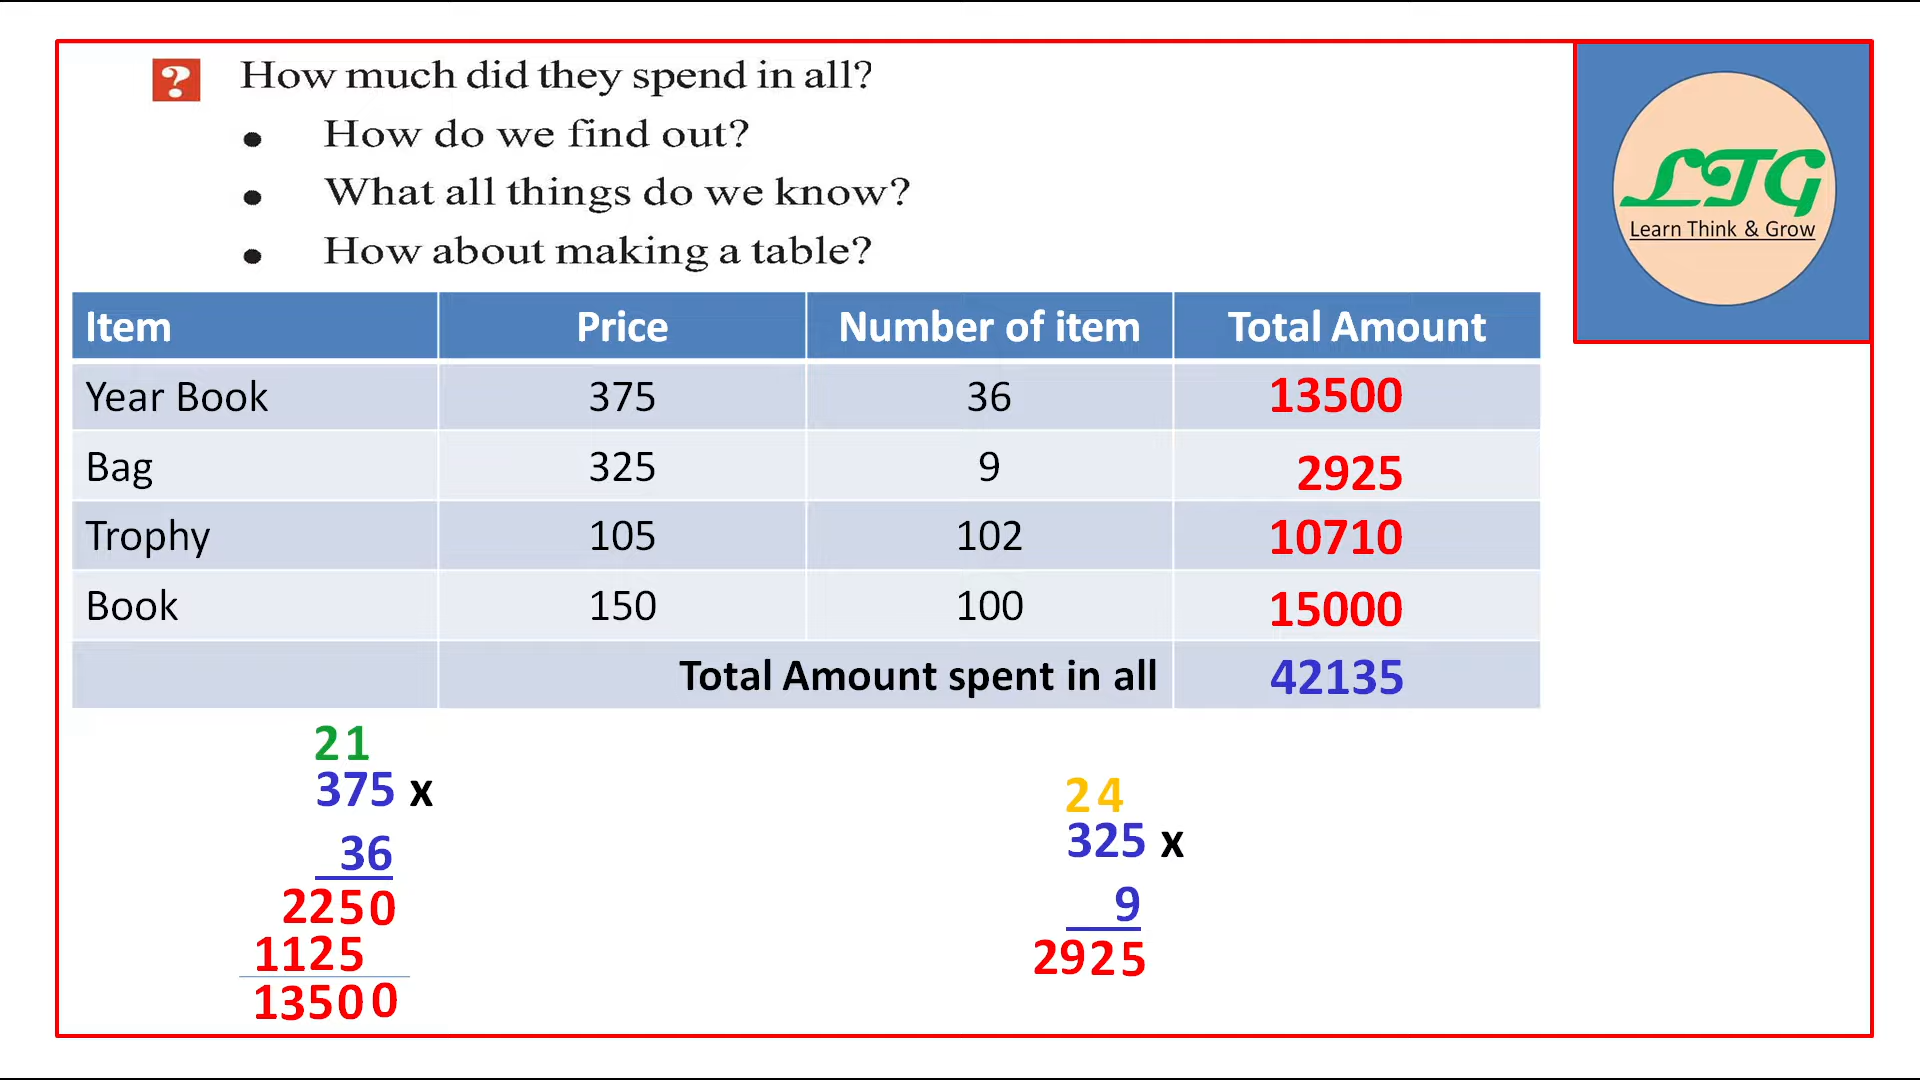 ? How much did they spend in all?
• How do we find out?
• What all things do we know?
• How about making a table?
LTG
Learn Think & Grow
Item Price Number of item Total Amount
Year Book 375 36 13500
Bag 325 9 2925
Trophy 105 102 10710
Book 150 100 15000
Total Amount spent in all 42135
21
375 x
36
2250
1125
13500
24
325 x
9
2925